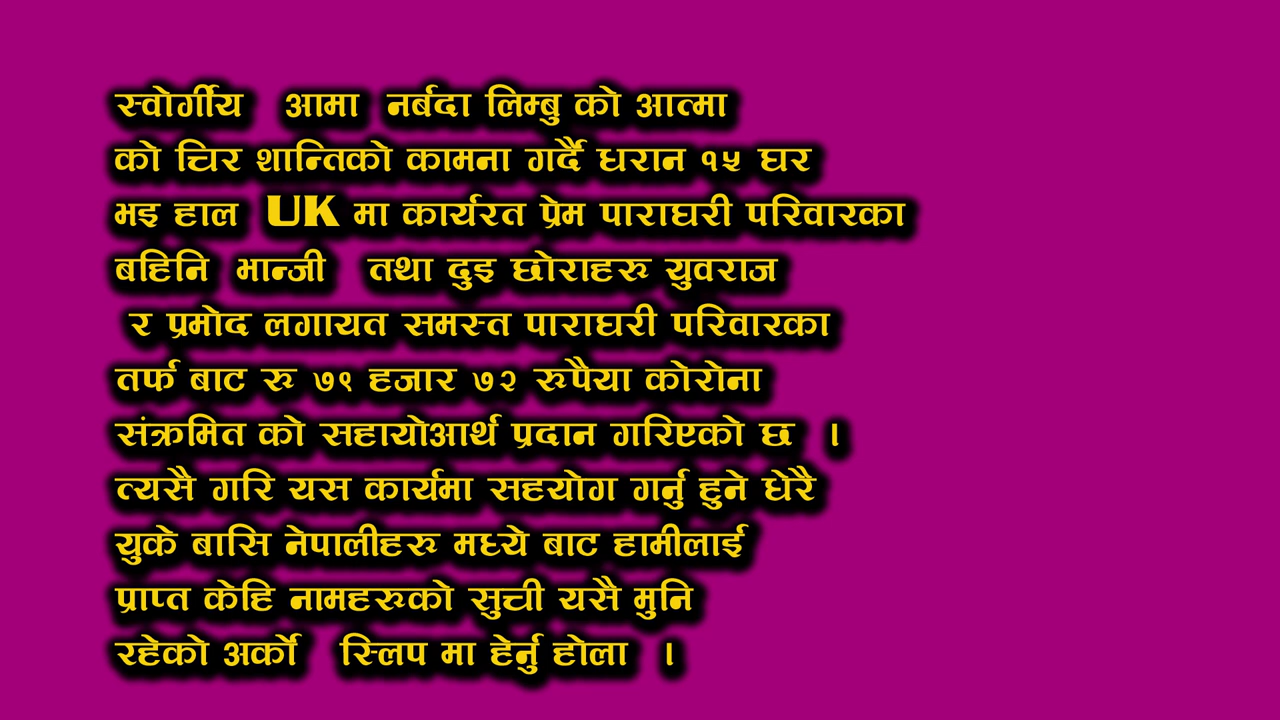 स्वोर्गीय आमा नर्बदा लिम्बु को आत्मा
को चिर शान्तिको कामना गर्दै धरान १५ घर
भइ हाल UK मा कार्यरत प्रेम पाराघरी परिवारका
बहिनि भान्जी तथा दुइ छोराहरु युवराज
र प्रमोद लगायत समस्त पाराघरी परिवारका
तर्फ बाट रु ७९ हजार ७२ रुपैया कोरोना
संक्रमित को सहायोआर्थ प्रदान गरिएको छ ।
त्यसै गरि यस कार्यमा सहयोग गर्नु हुने धेरै
युके बासि नेपालीहरु मध्ये बाट हामीलाई
प्राप्त केहि नामहरुको सुची यसै मुनि
रहेको अर्को स्लिप मा हेर्नु होला ।